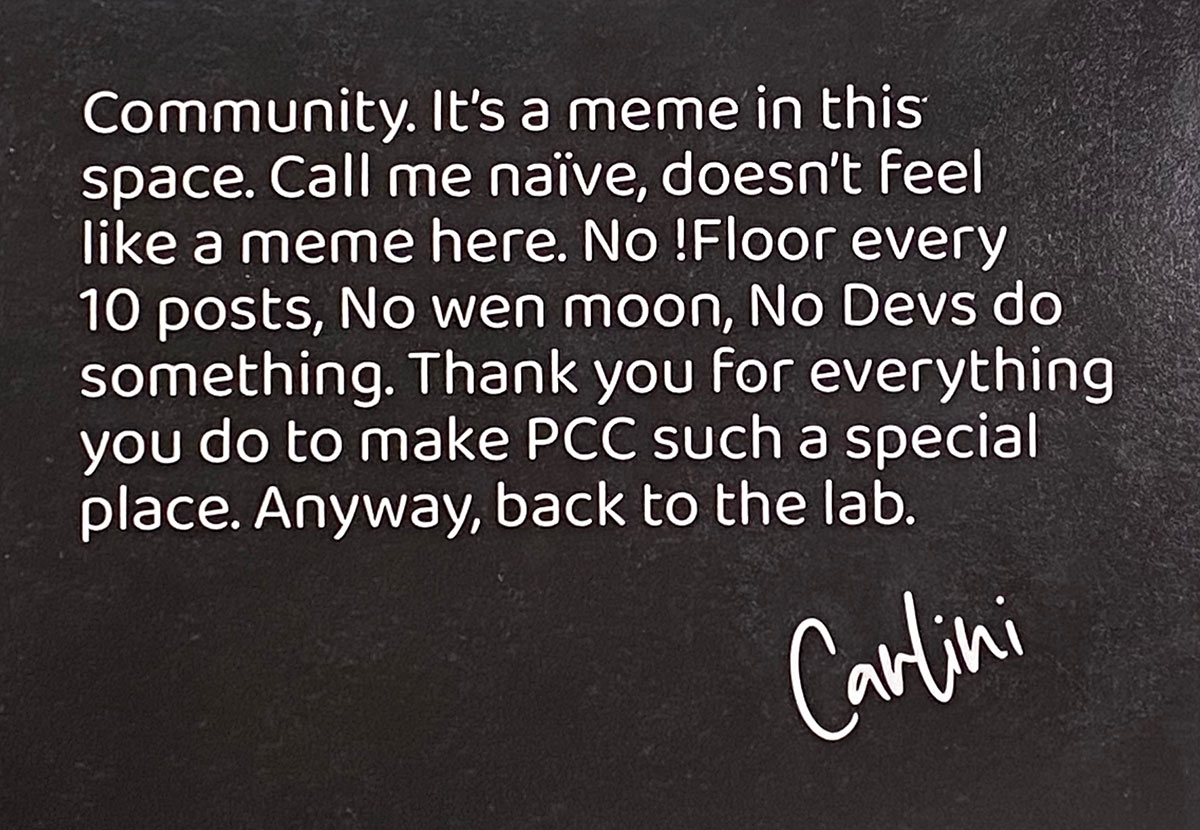 Community. It's a meme in this
space. Call me naïve, doesn't feel
like a meme here. No !Floor every
10 posts, No wen moon, No Devs do
something. Thank you for everything
you do to make PCC such a special
place. Anyway, back to the lab.
Carlini